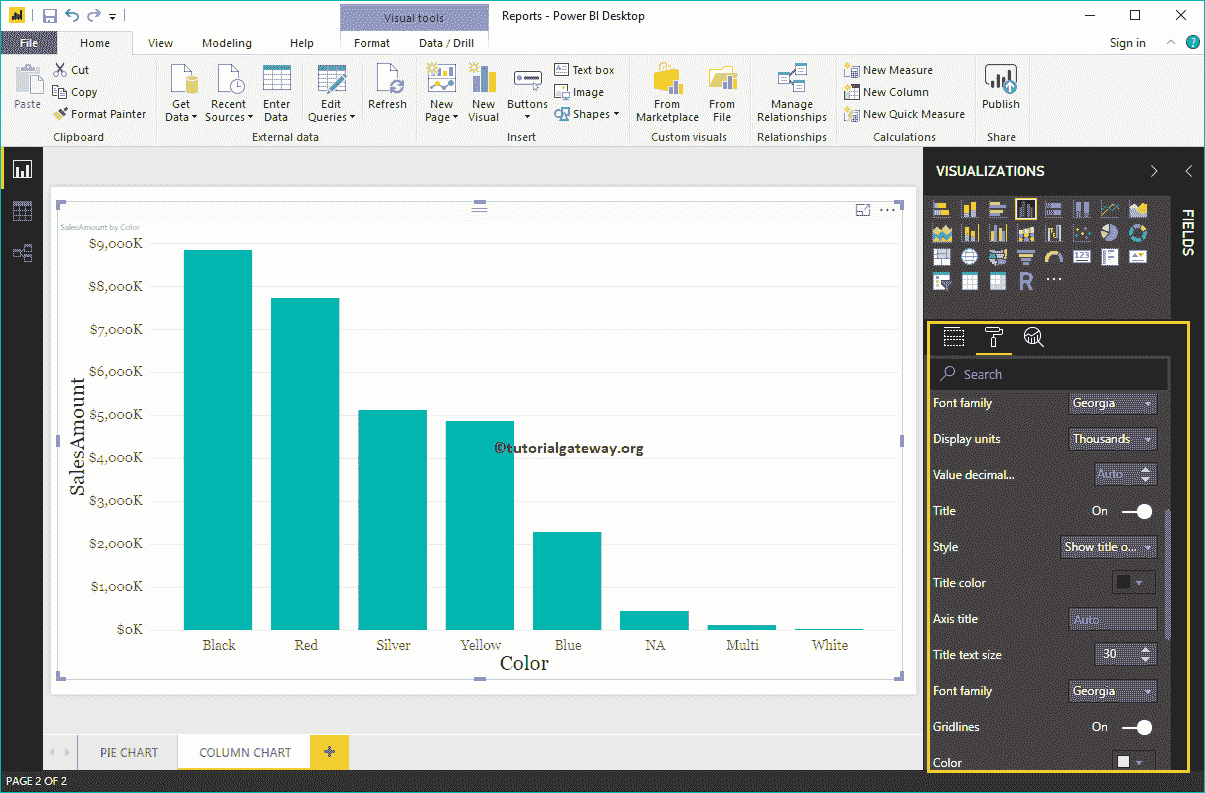 Visual tools
Reports - Power BI Desktop
File Home View Modeling Help Format Data / Drill Sign in ?
Paste
Cut
Copy
Format Painter
Clipboard
Get Data
Recent Sources
Enter Data
Edit Queries
External data
Refresh
New Page
New Visual
Buttons
Text box
Image
Shapes
Insert
From Marketplace
From File
Custom visuals
Manage Relationships
Relationships
New Measure
New Column
New Quick Measure
Calculations
Publish
Share
SalesAmount by Color
SalesAmount
$9,000K
$8,000K
$7,000K
$6,000K
$5,000K
$4,000K
$3,000K
$2,000K
$1,000K
$0K
©tutorialgateway.org
Black Red Silver Yellow Blue NA Multi White
Color
VISUALIZATIONS
123
R
FIELDS
Search
Font family Georgia
Display units Thousands
Value decimal... Auto
Title On
Style Show title o...
Title color
Axis title Auto
Title text size 30
Font family Georgia
Gridlines On
Color
PIE CHART COLUMN CHART
PAGE 2 OF 2